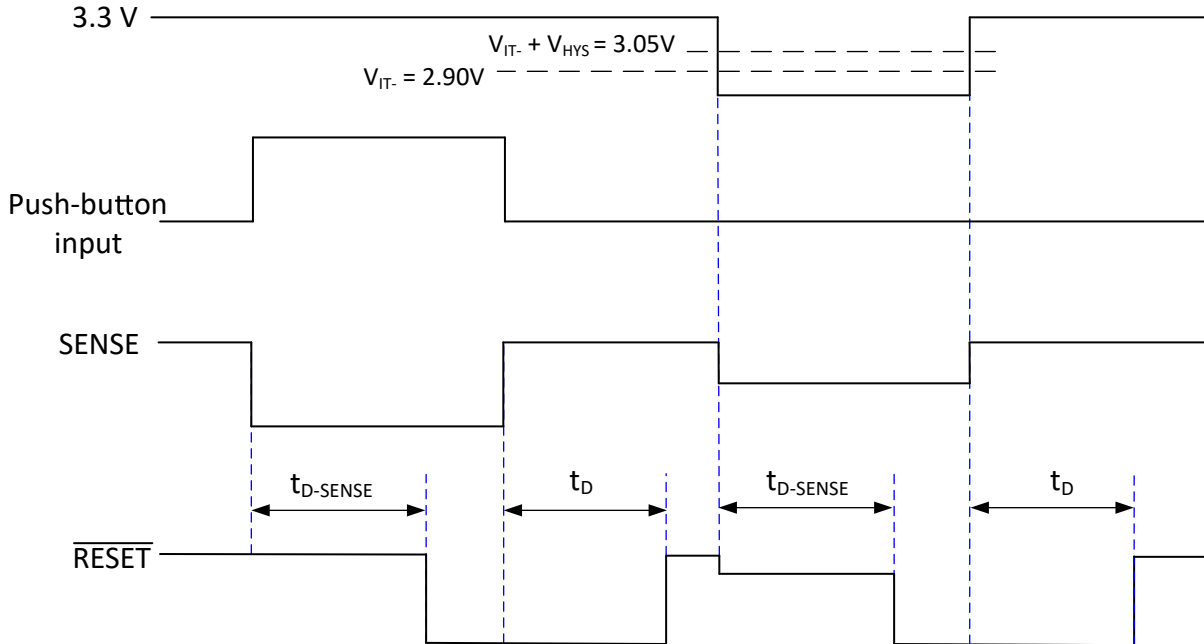 3.3 V
V_IT- + V_HYS = 3.05V
V_IT- = 2.90V
Push-button
input
SENSE
t_D-SENSE
t_D
t_D-SENSE
t_D
R̅E̅S̅E̅T̅